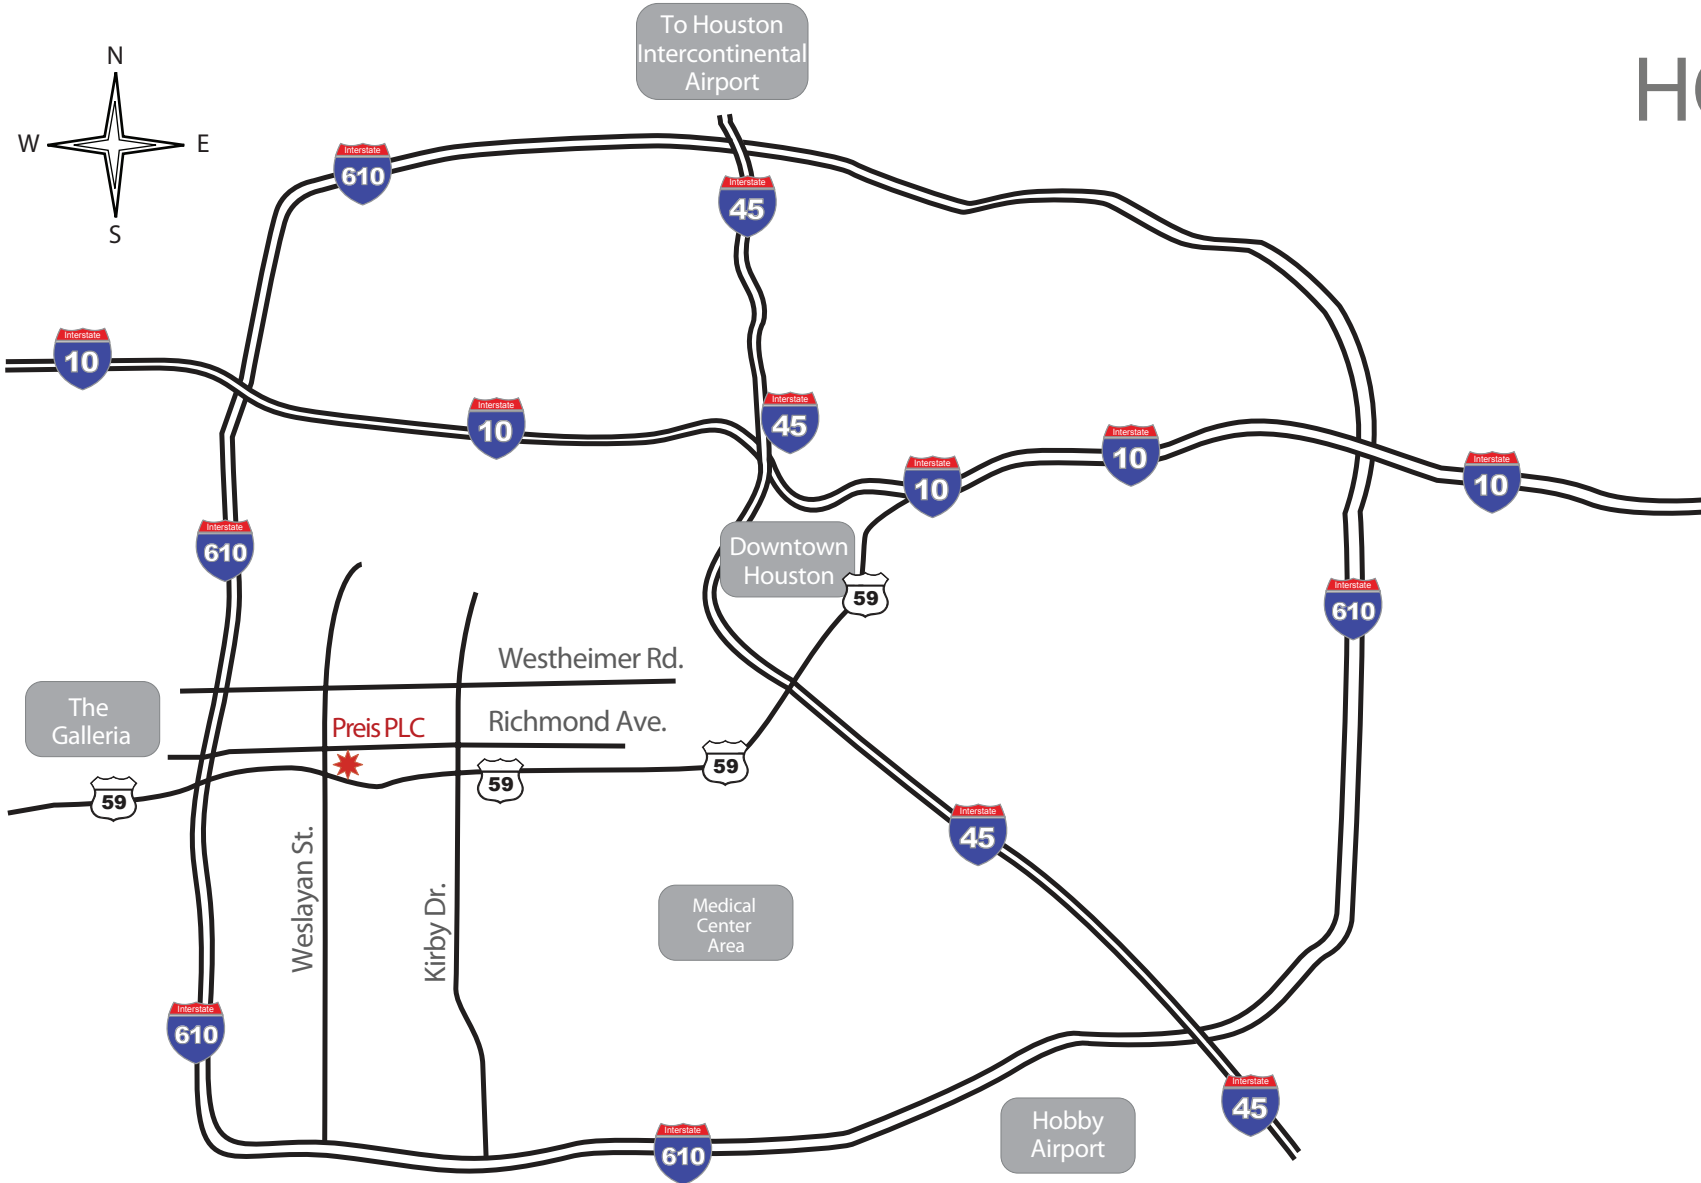 To Houston
Intercontinental
Airport
HO
N
W
E
S
Interstate
610
Interstate
45
Interstate
10
Interstate
10
Interstate
45
Interstate
10
Interstate
10
Interstate
10
Interstate
610
Downtown
Houston
59
Interstate
610
Westheimer Rd.
The
Galleria
Preis PLC
Richmond Ave.
59
59
59
Interstate
45
Weslayan St.
Kirby Dr.
Medical
Center
Area
Interstate
610
Interstate
45
Hobby
Airport
Interstate
610